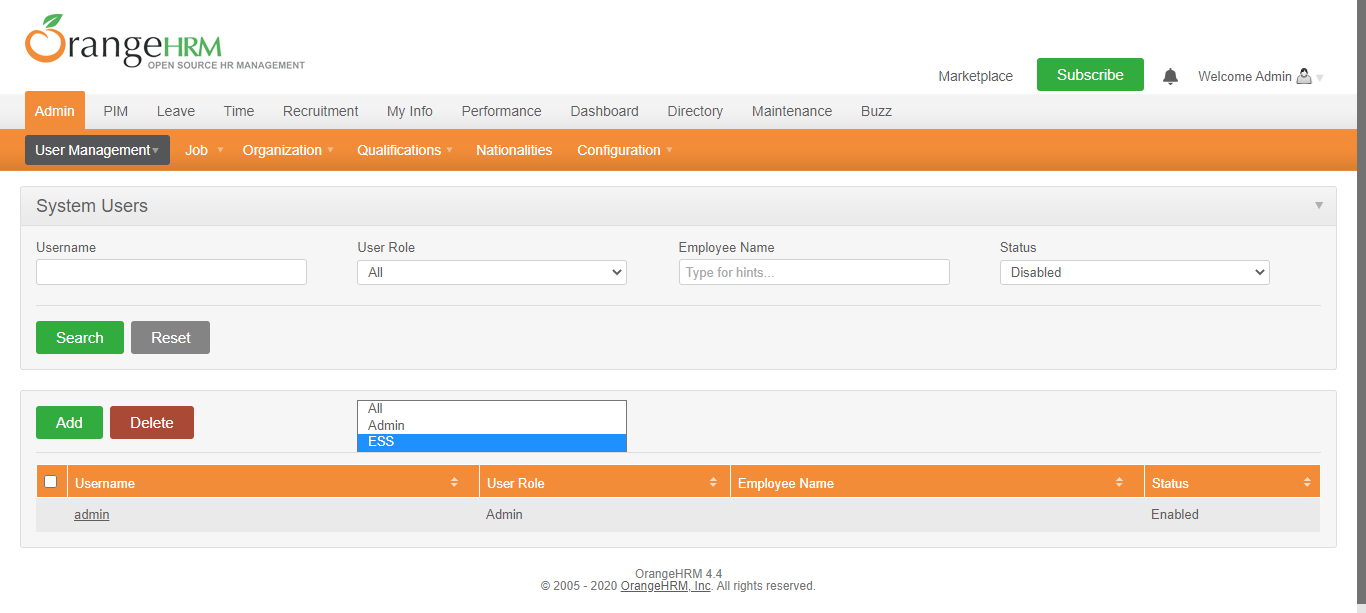 OrangeHRM
OPEN SOURCE HR MANAGEMENT
Marketplace Subscribe Welcome Admin
Admin PIM Leave Time Recruitment My Info Performance Dashboard Directory Maintenance Buzz
User Management Job Organization Qualifications Nationalities Configuration
System Users
Username User Role Employee Name Status
All Type for hints... Disabled
Search Reset
All
Add Delete Admin
ESS
Username User Role Employee Name Status
admin Admin Enabled
OrangeHRM 4.4
© 2005 - 2020 OrangeHRM, Inc. All rights reserved.